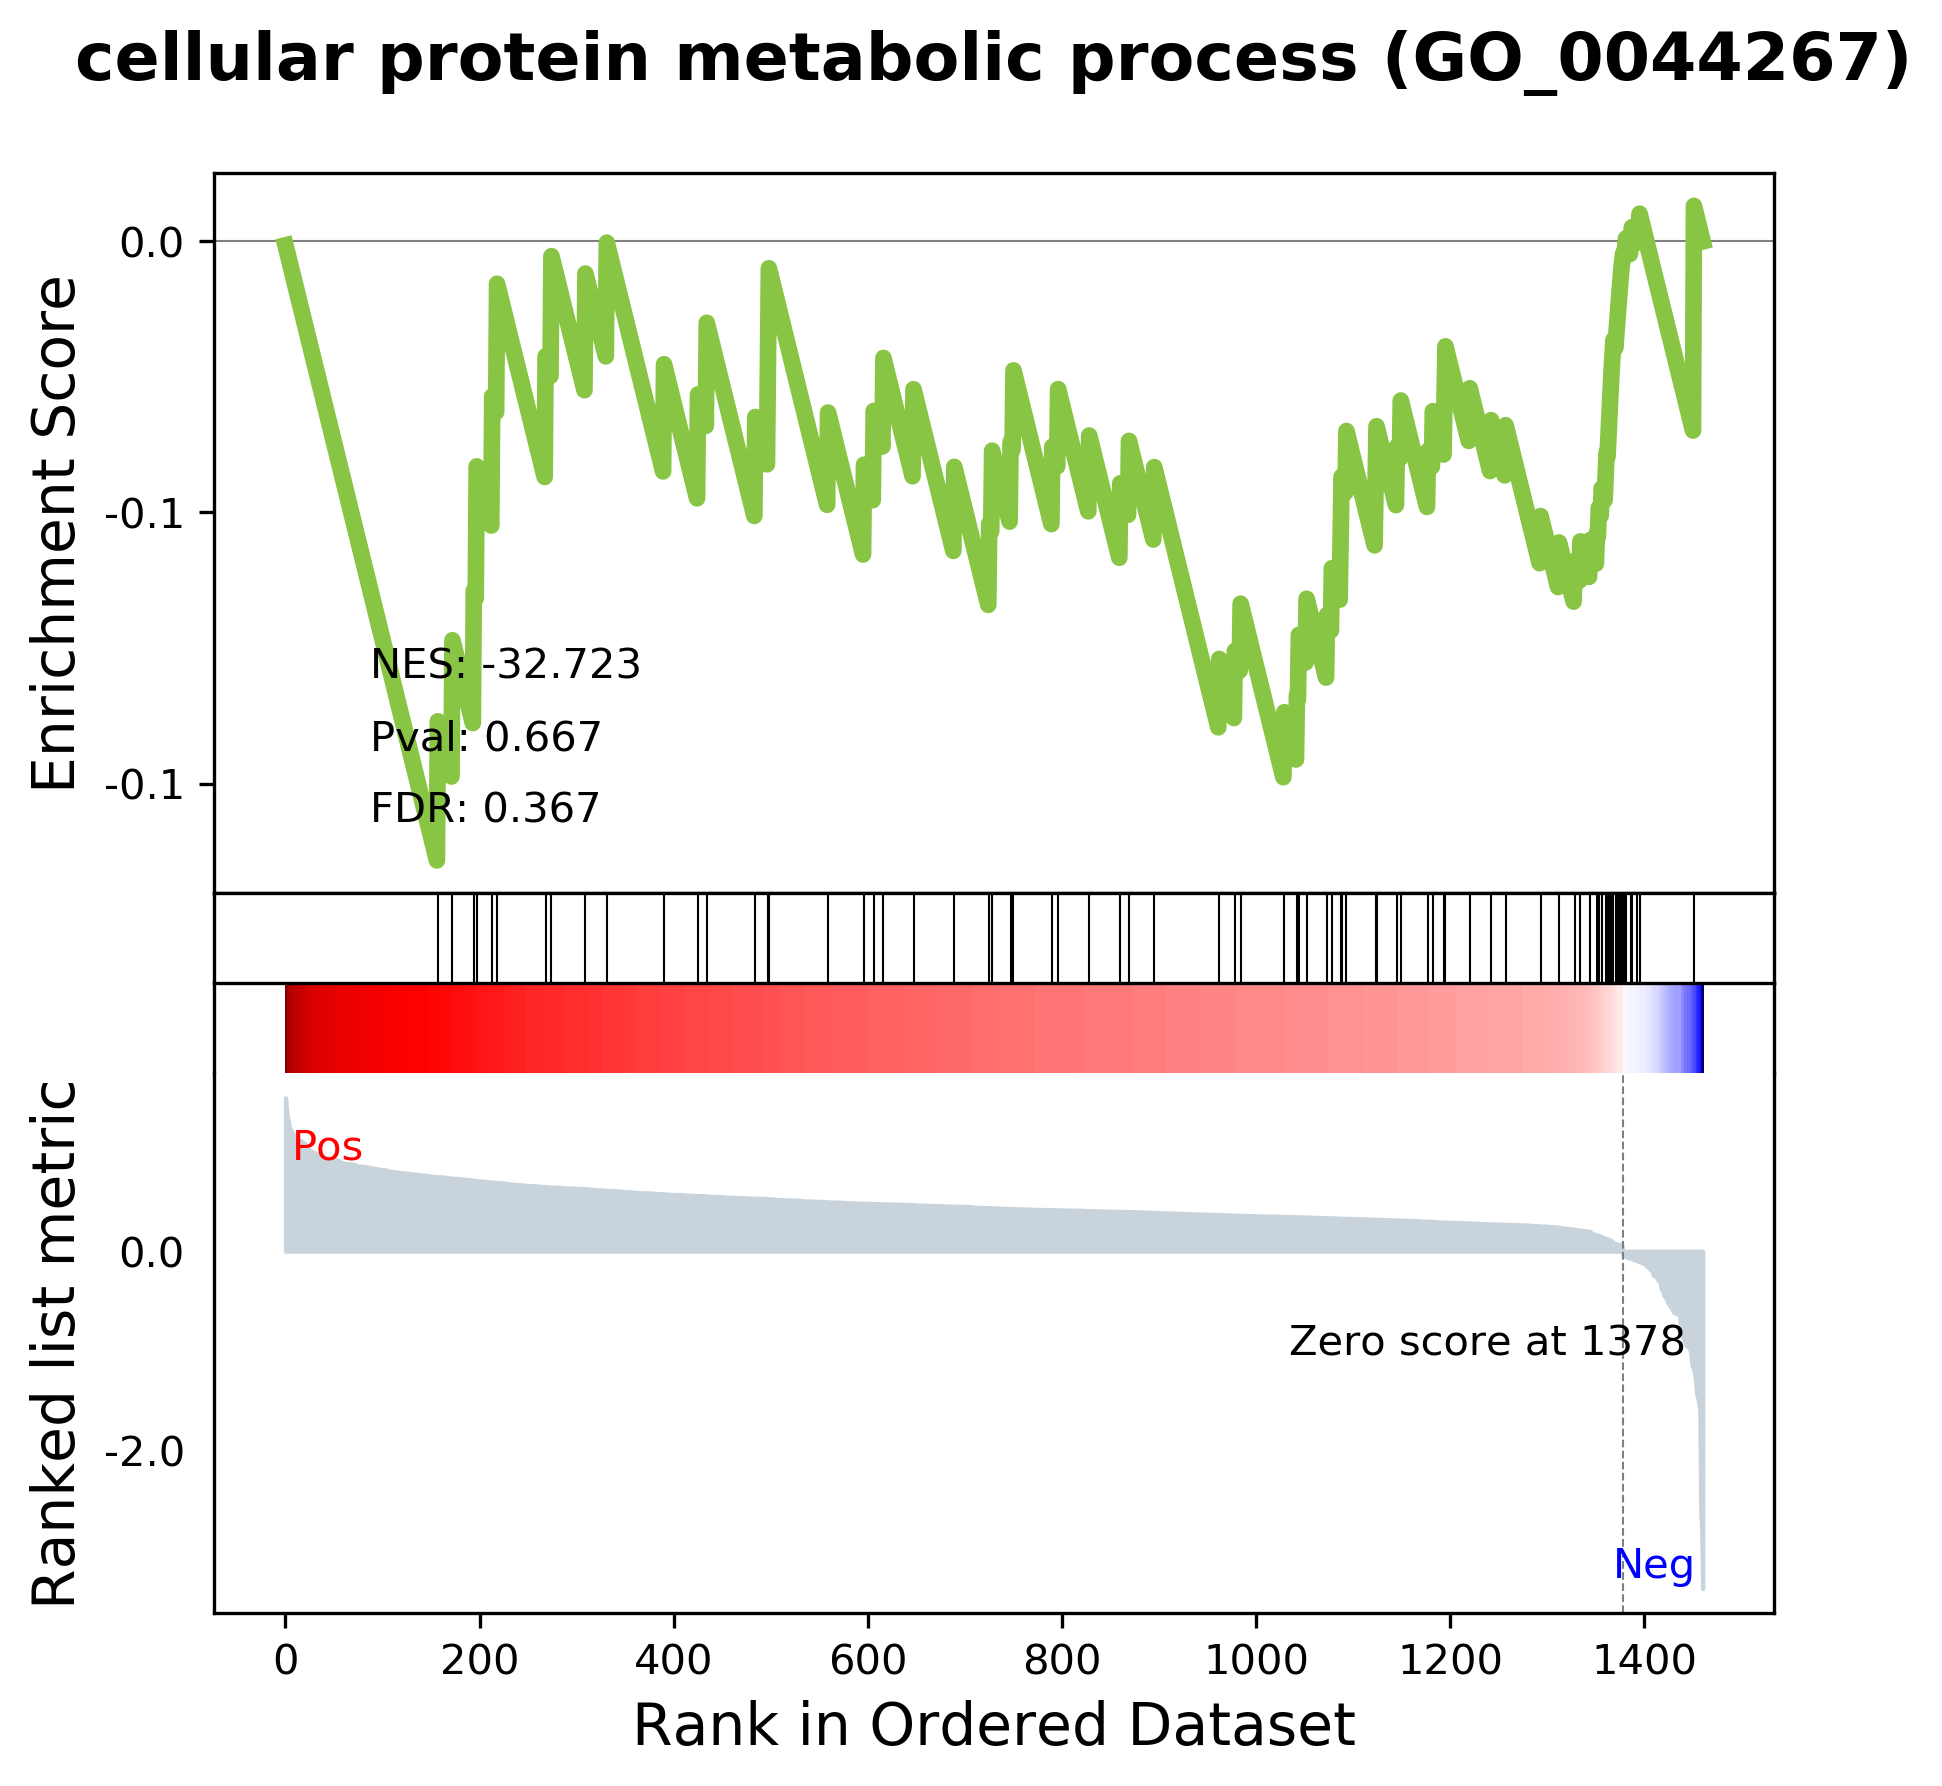 cellular protein metabolic process (GO_0044267)
Enrichment Score
0.0
-0.1
-0.1
NES: -32.723
Pval: 0.667
FDR: 0.367
Ranked list metric
Pos
0.0
Zero score at 1378
-2.0
Neg
0 200 400 600 800 1000 1200 1400
Rank in Ordered Dataset